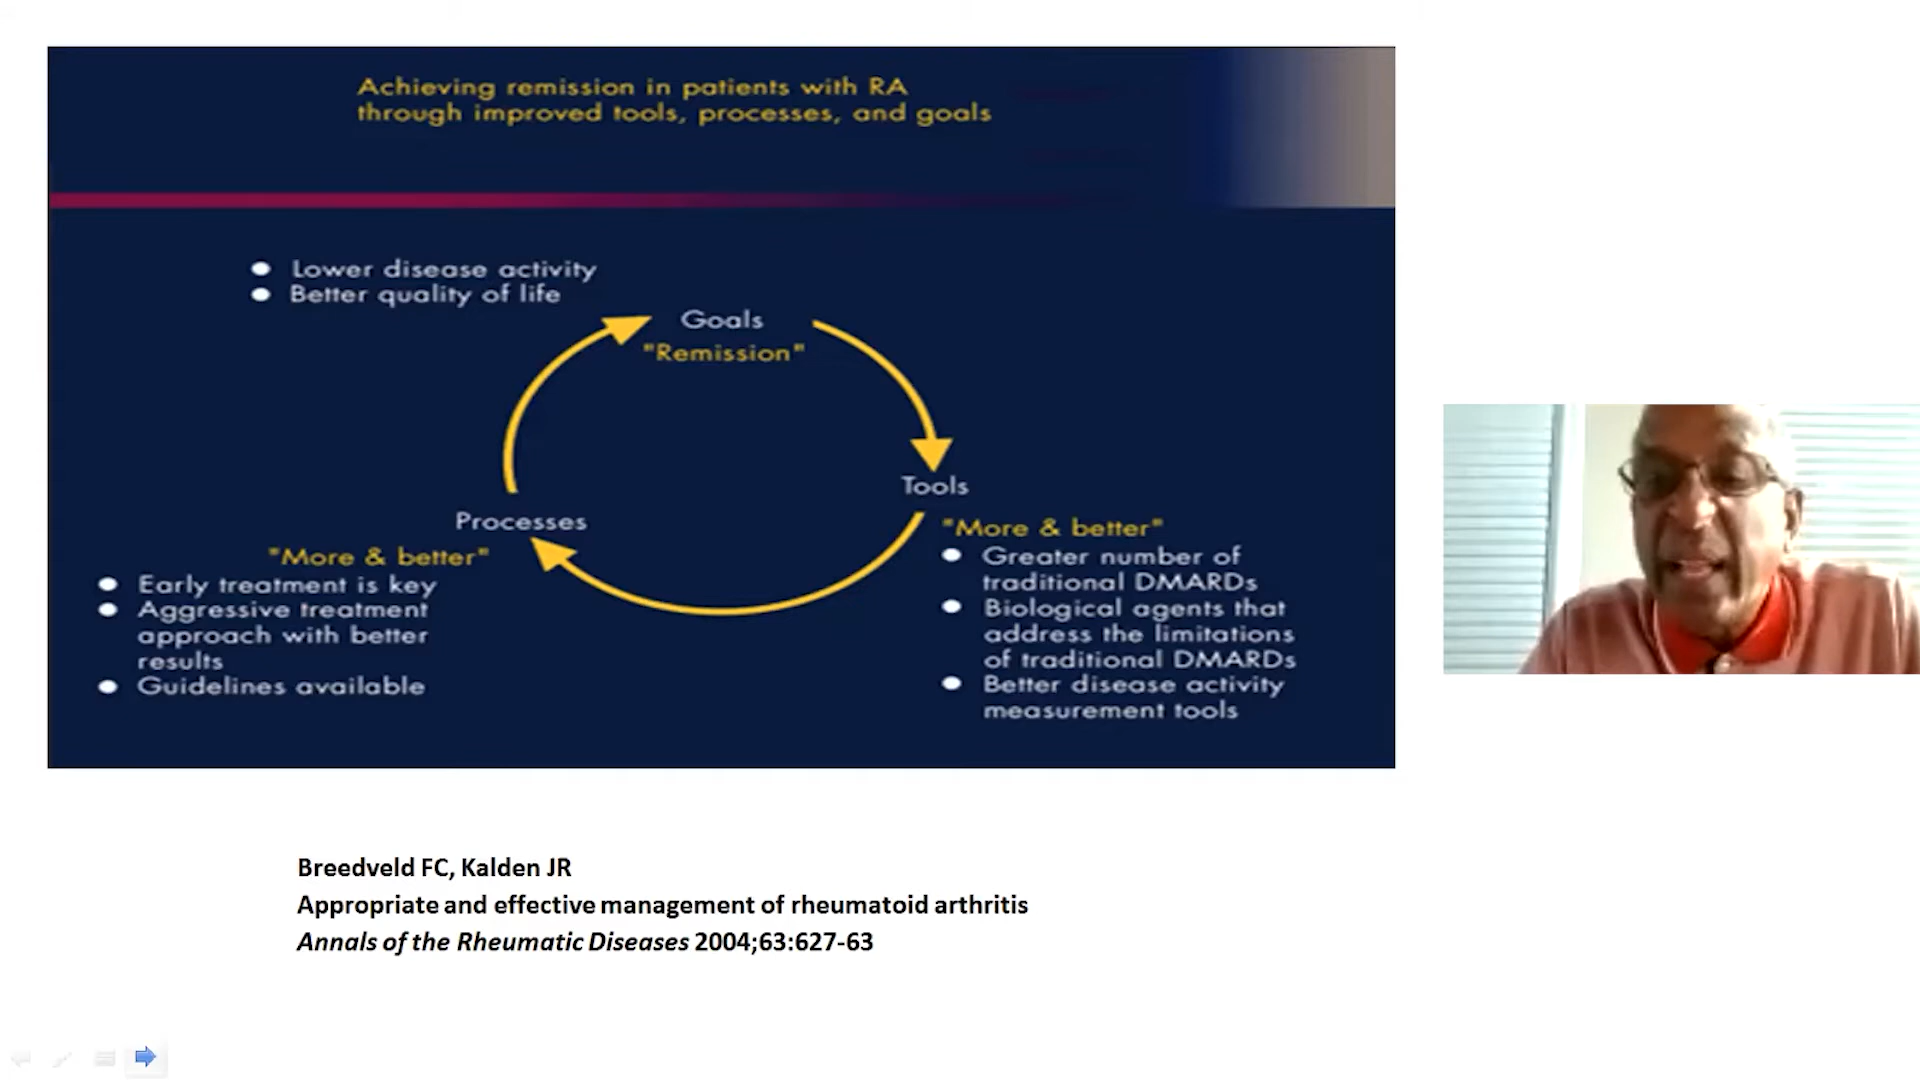 Achieving remission in patients with RA
through improved tools, processes, and goals
● Lower disease activity
● Better quality of life
Goals
"Remission"
Tools
"More & better"
● Greater number of
traditional DMARDs
● Biological agents that
address the limitations
of traditional DMARDs
● Better disease activity
measurement tools
Processes
"More & better"
● Early treatment is key
● Aggressive treatment
approach with better
results
● Guidelines available
Breedveld FC, Kalden JR
Appropriate and effective management of rheumatoid arthritis
Annals of the Rheumatic Diseases 2004;63:627-63